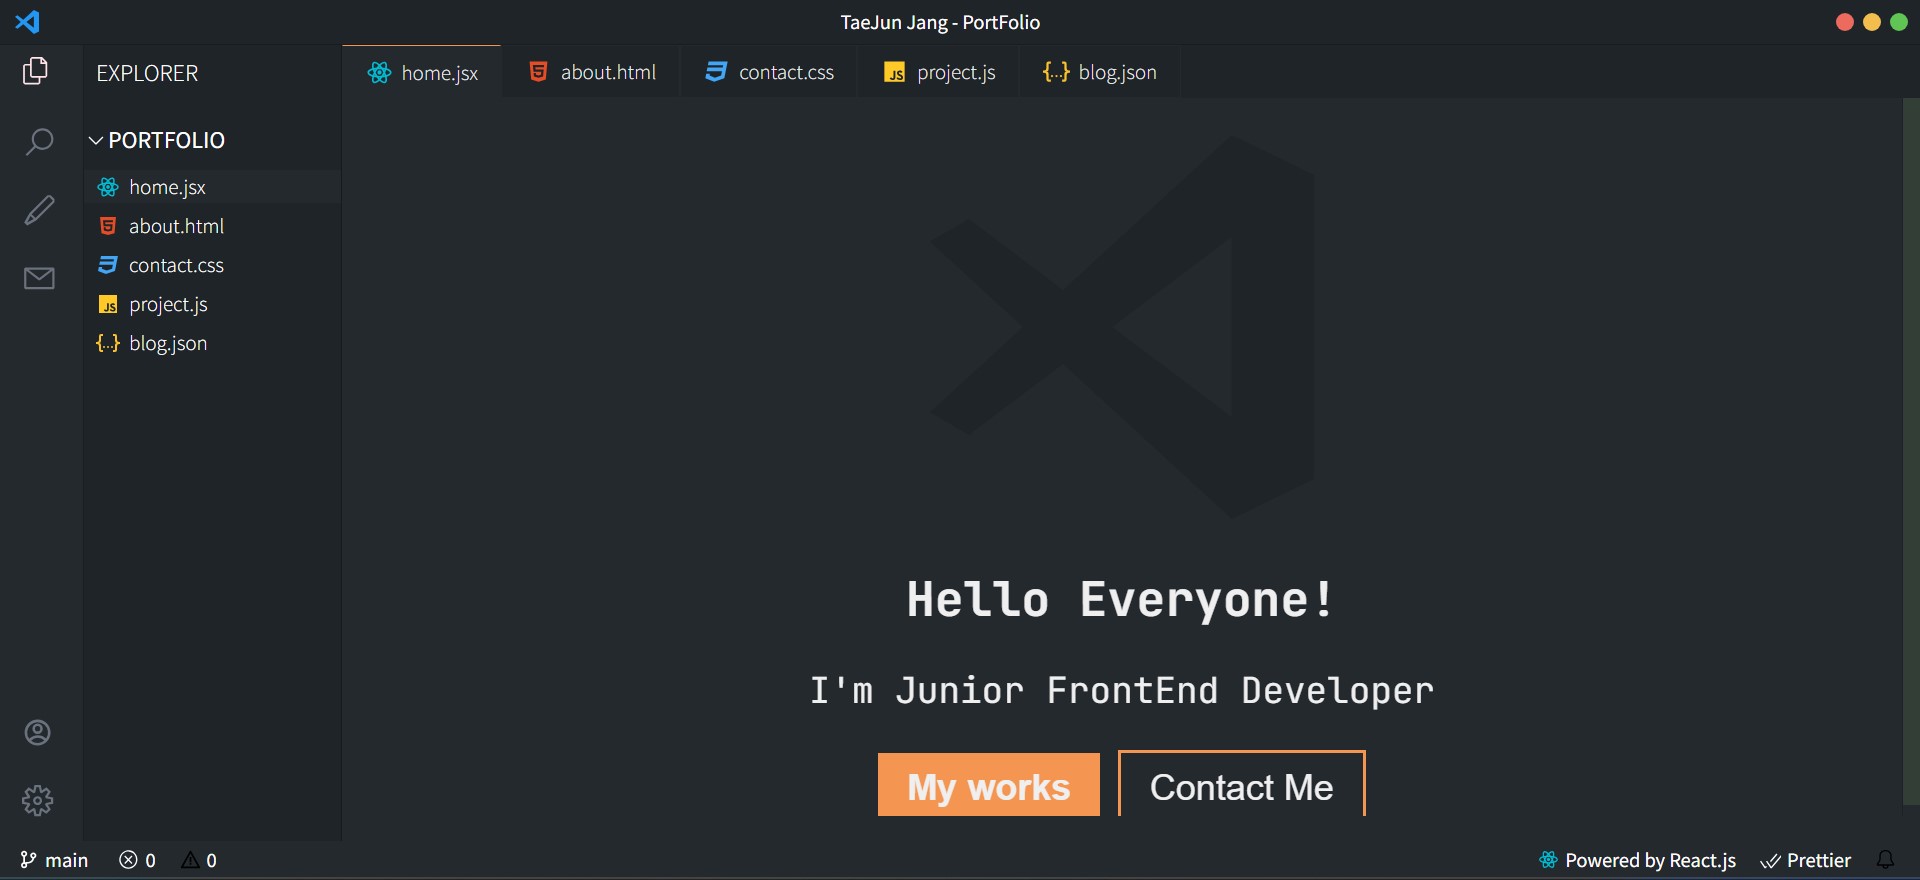 TaeJun Jang - PortFolio
EXPLORER
home.jsx
about.html
contact.css
project.js
blog.json
PORTFOLIO
home.jsx
about.html
contact.css
project.js
blog.json
Hello Everyone!
I'm Junior FrontEnd Developer
My works
Contact Me
main
0
0
Powered by React.js
Prettier